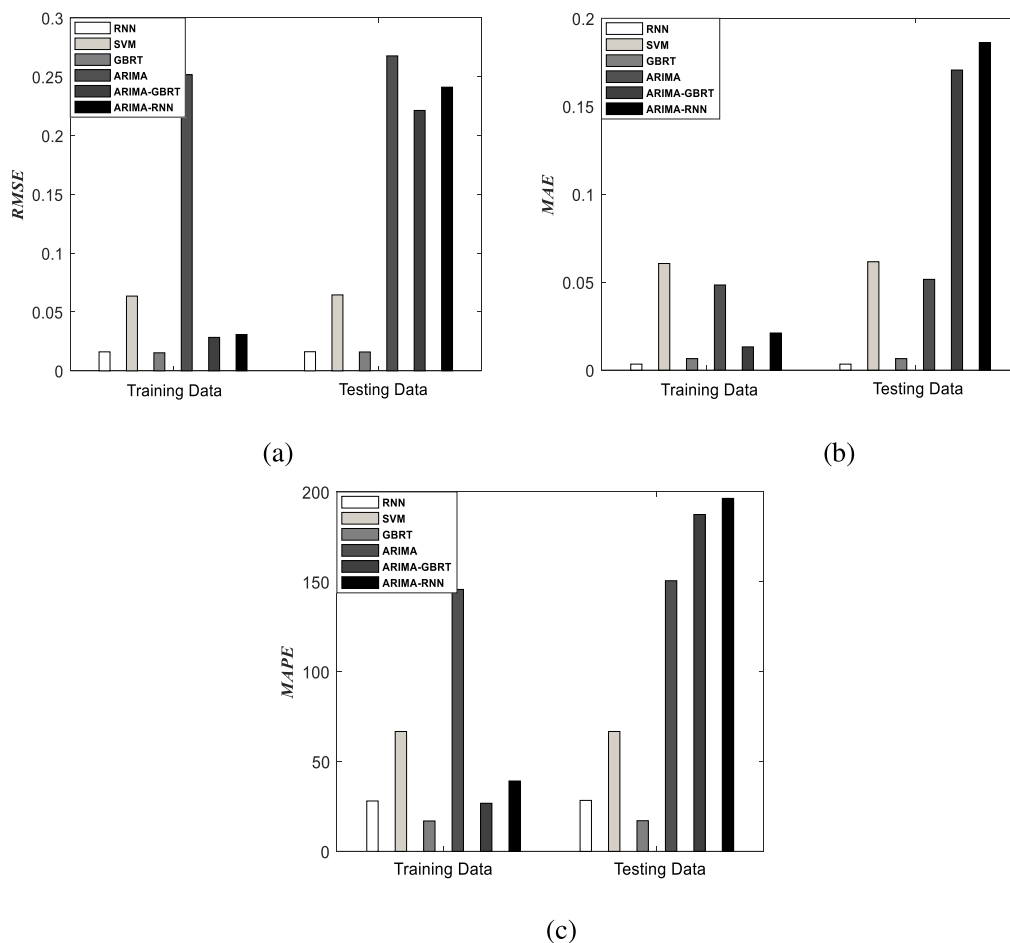 RNN
SVM
GBRT
ARIMA
ARIMA-GBRT
ARIMA-RNN
0.3
0.25
0.2
0.15
0.1
0.05
0
RMSE
Training Data
Testing Data
(a)
RNN
SVM
GBRT
ARIMA
ARIMA-GBRT
ARIMA-RNN
0.2
0.15
0.1
0.05
0
MAE
Training Data
Testing Data
(b)
RNN
SVM
GBRT
ARIMA
ARIMA-GBRT
ARIMA-RNN
200
150
100
50
0
MAPE
Training Data
Testing Data
(c)